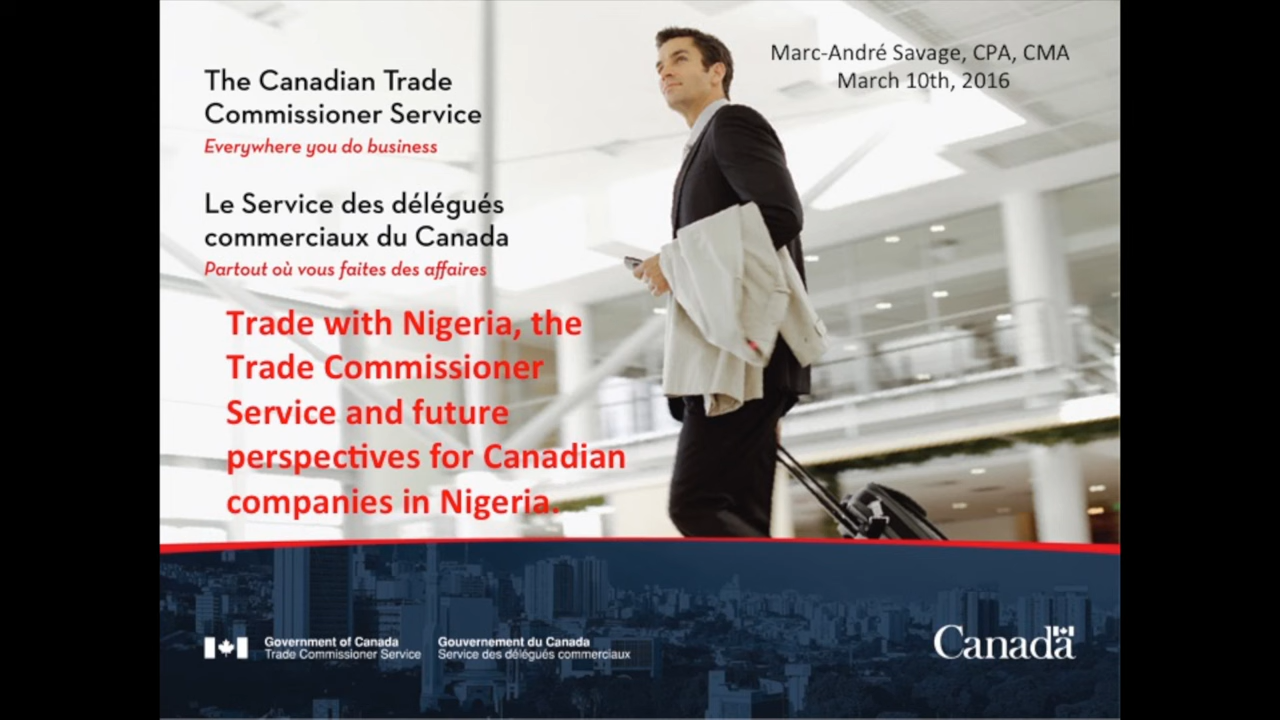 The Canadian Trade
Commissioner Service
Everywhere you do business
Le Service des délégués
commerciaux du Canada
Partout où vous faites des affaires
Marc-André Savage, CPA, CMA
March 10th, 2016
Trade with Nigeria, the
Trade Commissioner
Service and future
perspectives for Canadian
companies in Nigeria.
Government of Canada
Trade Commissioner Service
Gouvernement du Canada
Service des délégués commerciaux
Canada